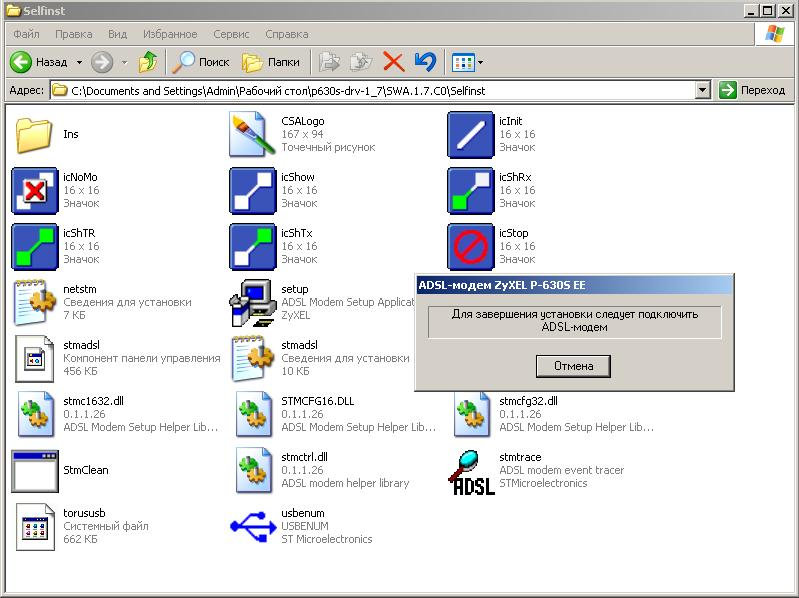 Selfinst
Файл Правка Вид Избранное Сервис Справка
Назад Поиск Папки
Адрес: C:\Documents and Settings\Admin\Рабочий стол\p630s-drv-1_7\SWA.1.7.C0\Selfinst Переход
Ins
CSALogo
167 x 94
Точечный рисунок
icInit
16 x 16
Значок
icNoMo
16 x 16
Значок
icShow
16 x 16
Значок
icShRx
16 x 16
Значок
icShTR
16 x 16
Значок
icShTx
16 x 16
Значок
icStop
16 x 16
Значок
netstm
Сведения для установки
7 КБ
setup
ADSL Modem Setup Applicat
ZyXEL
ADSL-модем ZyXEL P-630S EE
Для завершения установки следует подключить
ADSL-модем
Отмена
stmadsl
Компонент панели управления
456 КБ
stmadsl
Сведения для установки
10 КБ
stmc1632.dll
0.1.1.26
ADSL Modem Setup Helper Lib...
STMCFG16.DLL
0.1.1.26
ADSL Modem Setup Helper Lib...
stmcfg32.dll
0.1.1.26
ADSL Modem Setup Helper Lib...
StmClean
stmctrl.dll
0.1.1.26
ADSL modem helper library
ADSL
stmtrace
ADSL modem event tracer
STMicroelectronics
torususb
Системный файл
662 КБ
usbenum
USBENUM
ST Microelectronics